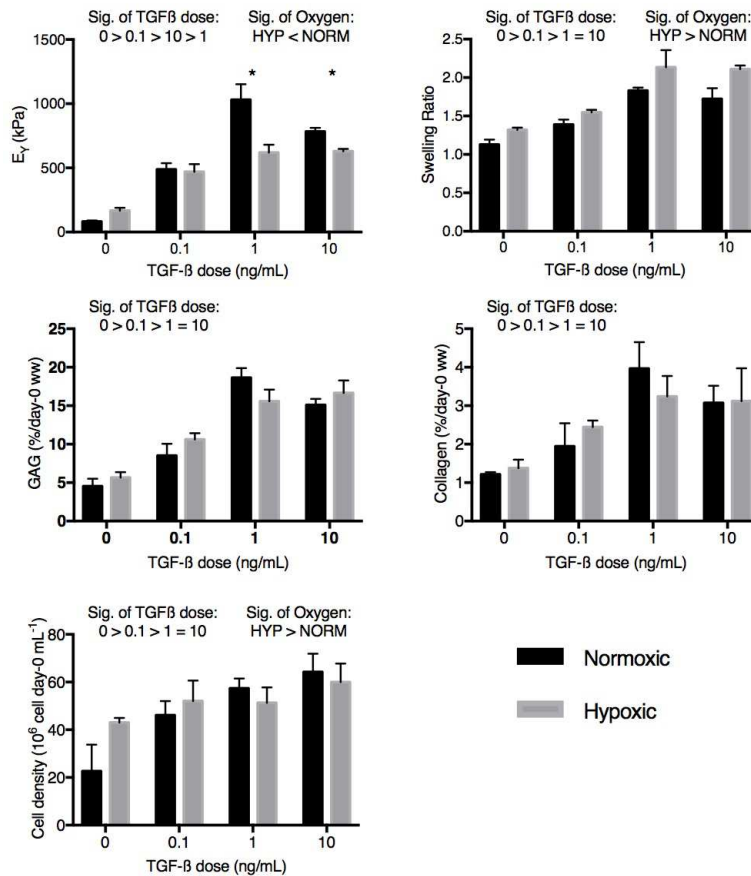 Sig. of TGFß dose:
0 > 0.1 > 10 > 1
Sig. of Oxygen:
HYP < NORM
1500
1000
500
0
E_Y (kPa)
*
*
0
0.1
1
10
TGF-ß dose (ng/mL)
Sig. of TGFß dose:
0 > 0.1 > 1 = 10
Sig. of Oxygen:
HYP > NORM
2.5
2.0
1.5
1.0
0.5
0.0
Swelling Ratio
0
0.1
1
10
TGF-ß dose (ng/mL)
Sig. of TGFß dose:
0 > 0.1 > 1 = 10
25
20
15
10
5
0
GAG (%/day-0 ww)
0
0.1
1
10
TGF-ß dose (ng/mL)
Sig. of TGFß dose:
0 > 0.1 > 1 = 10
5
4
3
2
1
0
Collagen (%/day-0 ww)
0
0.1
1
10
TGF-ß dose (ng/mL)
Sig. of TGFß dose:
0 > 0.1 > 1 = 10
Sig. of Oxygen:
HYP > NORM
80
60
40
20
0
Cell density (10⁶ cell day-0 mL⁻¹)
0
0.1
1
10
TGF-ß dose (ng/mL)
Normoxic
Hypoxic